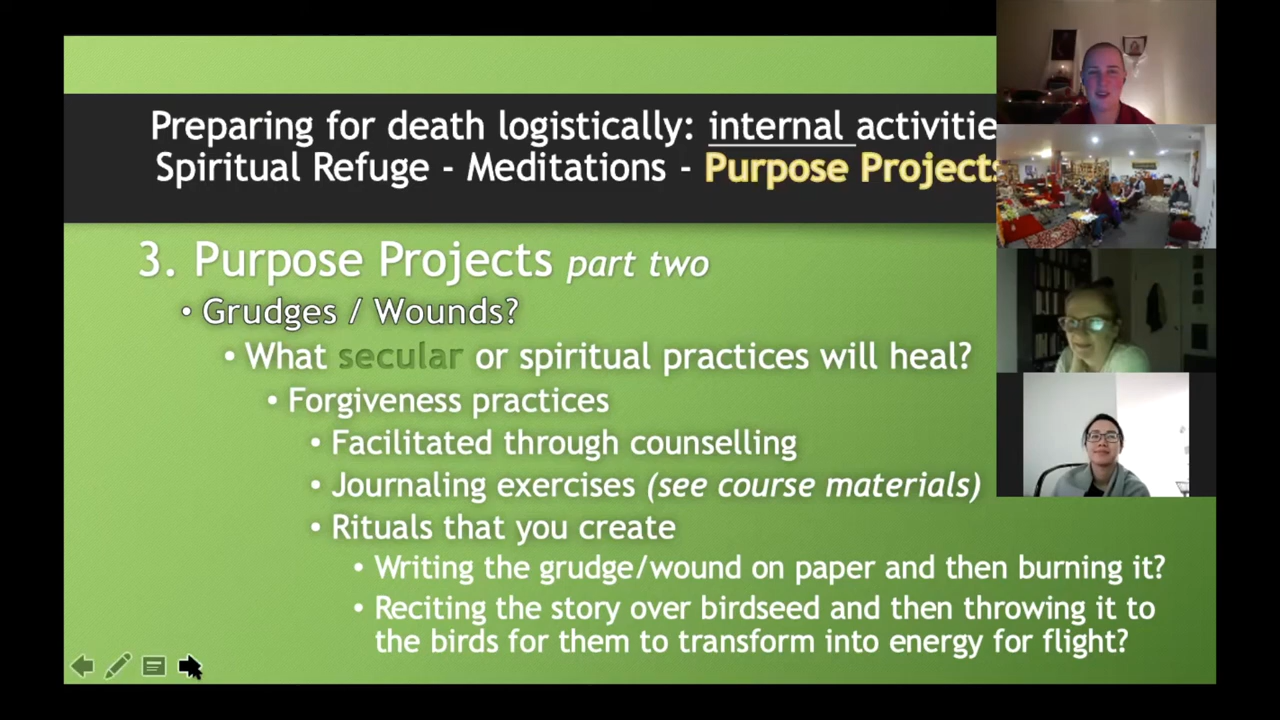 Preparing for death logistically: internal activitie
Spiritual Refuge - Meditations - Purpose Projects
3. Purpose Projects part two
• Grudges / Wounds?
• What secular or spiritual practices will heal?
• Forgiveness practices
• Facilitated through counselling
• Journaling exercises (see course materials)
• Rituals that you create
• Writing the grudge/wound on paper and then burning it?
• Reciting the story over birdseed and then throwing it to
the birds for them to transform into energy for flight?